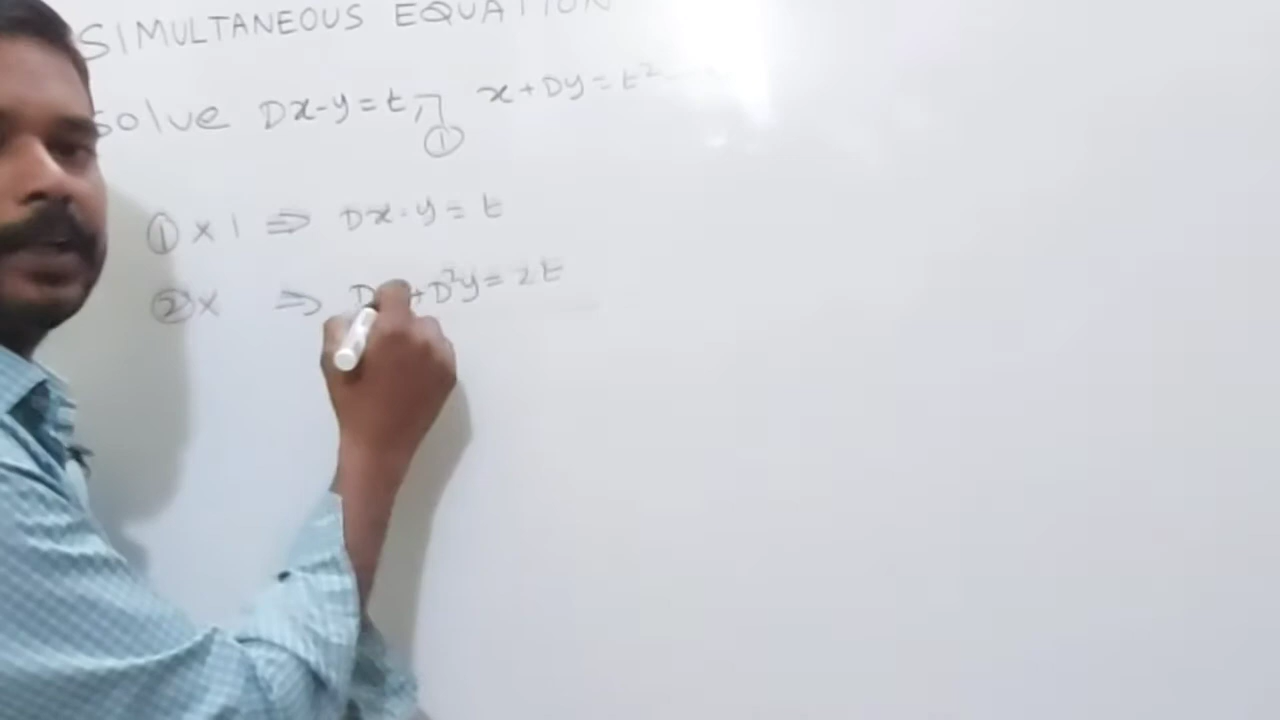 SIMULTANEOUS EQUATION
Solve Dx-y=t, x+Dy=t²
①
① x 1 ⇒ Dx-y = t
② x ⇒ D +D²y= 2t